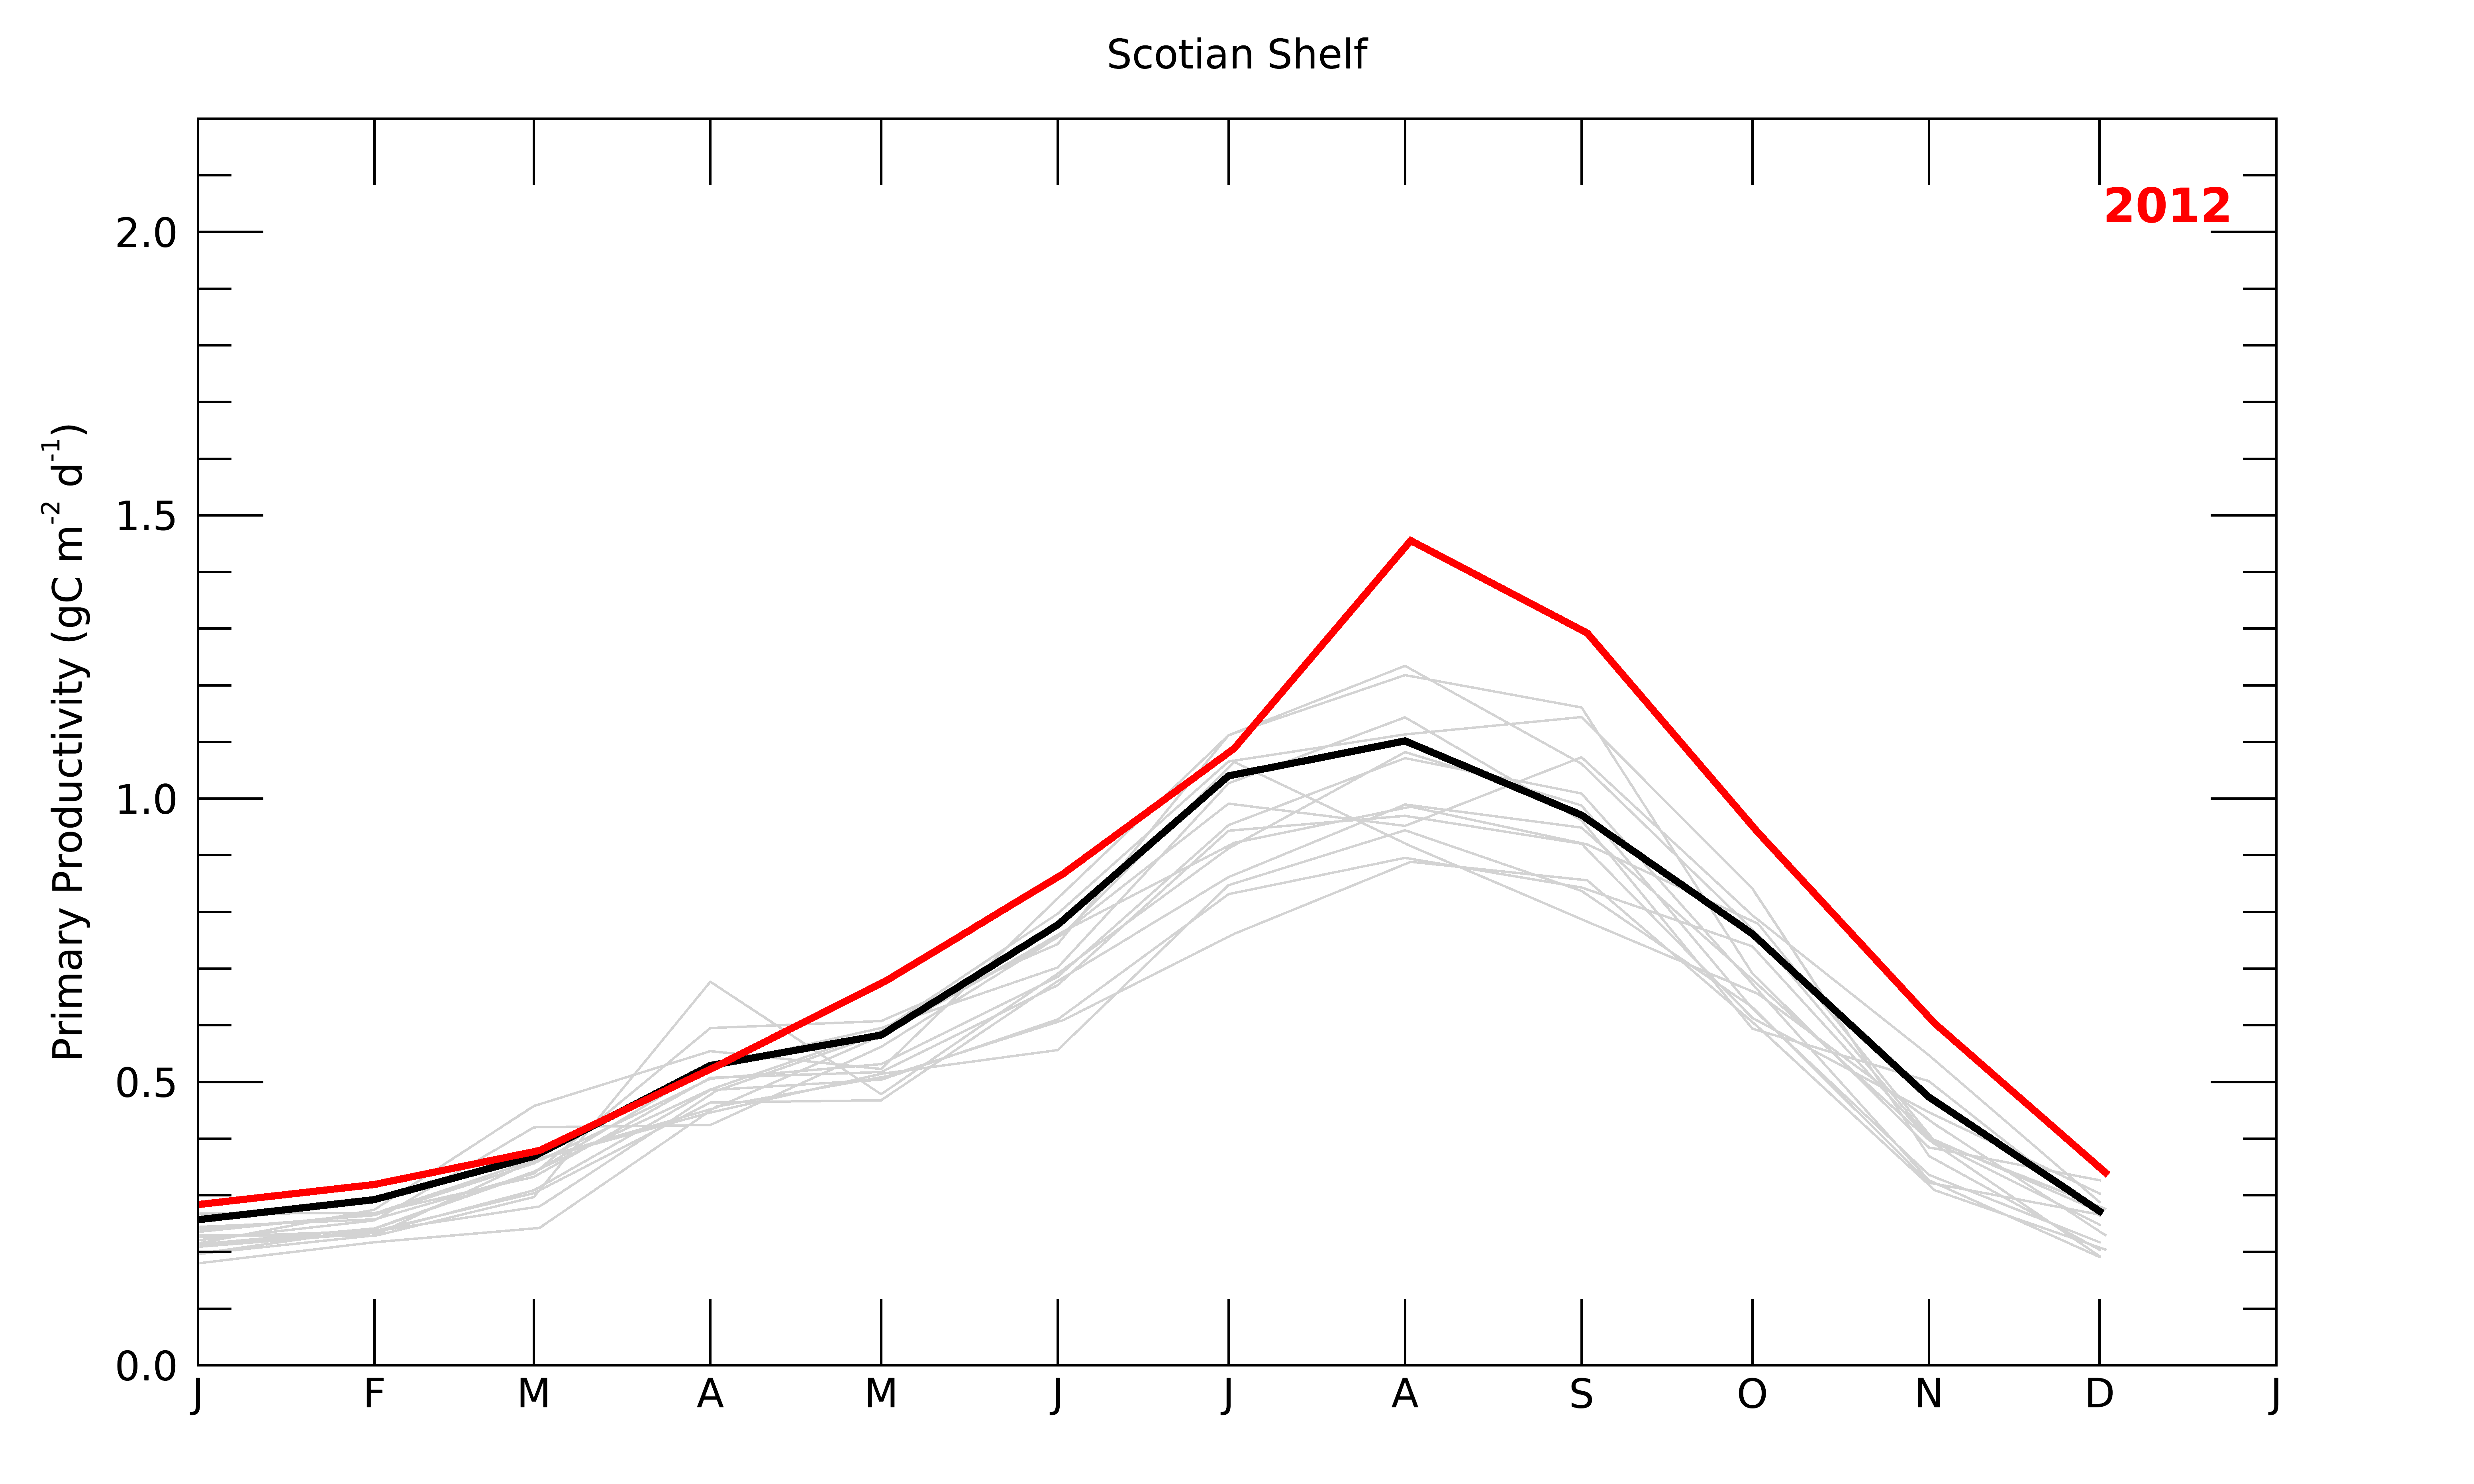 Scotian Shelf
2012
Primary Productivity (gC m⁻² d⁻¹)
2.0
1.5
1.0
0.5
0.0
J F M A M J J A S O N D J